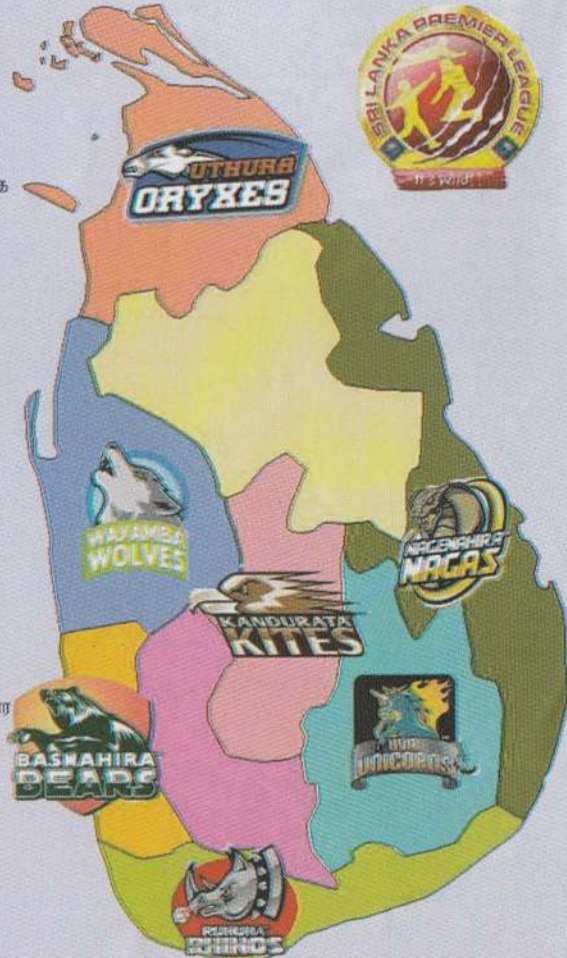 SRI LANKA PREMIER LEAGUE
It's Wild!
UTHURA
ORYXES
WAYAMBA
WOLVES
NAGENAHIRA
NAGAS
KANDURATA
KITES
BASNAHIRA
BEARS
UVA
UNICORNS
RUHUNA
RHINOS